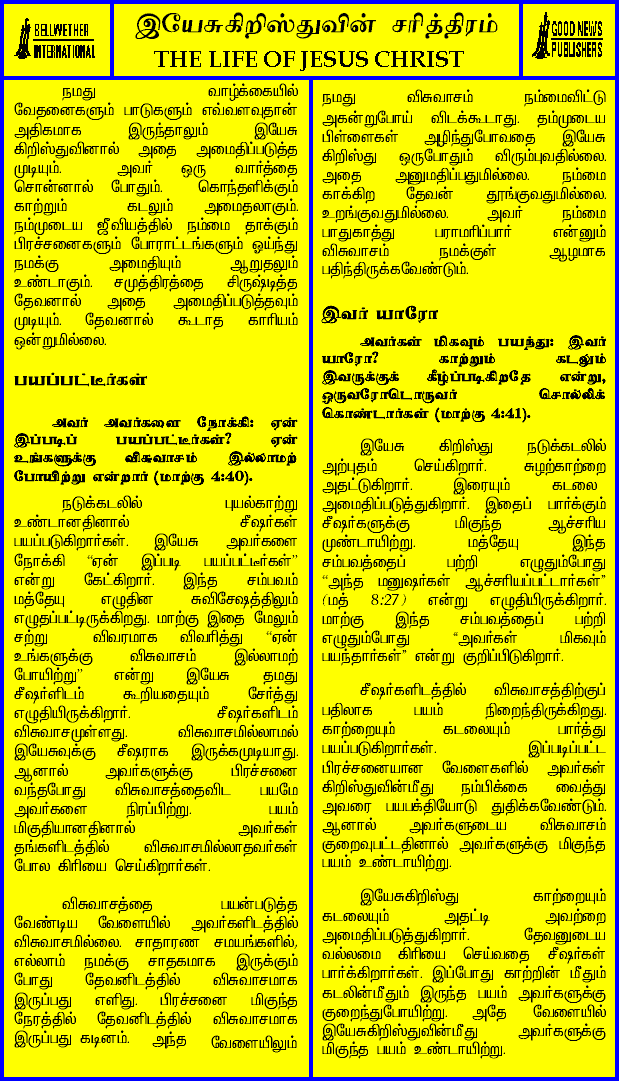 BELLWETHER
INTERNATIONAL
இயேசுகிறிஸ்துவின் சரித்திரம்
THE LIFE OF JESUS CHRIST
GOOD NEWS
PUBLISHERS
நமது வாழ்க்கையில்
வேதனைகளும் பாடுகளும் எவ்வளவுதான்
அதிகமாக இருந்தாலும் இயேசு
கிறிஸ்துவினால் அதை அமைதிப்படுத்த
முடியும். அவர் ஒரு வார்த்தை
சொன்னால் போதும். கொந்தளிக்கும்
காற்றும் கடலும் அமைதலாகும்.
நம்முடைய ஜீவியத்தில் நம்மை தாக்கும்
பிரச்சனைகளும் போராட்டங்களும் ஓய்ந்து
நமக்கு அமைதியும் ஆறுதலும்
உண்டாகும். சமுத்திரத்தை சிருஷ்டித்த
தேவனால் அதை அமைதிப்படுத்தவும்
முடியும். தேவனால் கூடாத காரியம்
ஒன்றுமில்லை.
பயப்பட்டீர்கள்
அவர் அவர்களை நோக்கி: ஏன்
இப்படிப் பயப்பட்டீர்கள்? ஏன்
உங்களுக்கு விசுவாசம் இல்லாமற்
போயிற்று என்றார் (மாற்கு 4:40).
நடுக்கடலில் புயல்காற்று
உண்டானதினால் சீஷர்கள்
பயப்படுகிறார்கள். இயேசு அவர்களை
நோக்கி “ஏன் இப்படி பயப்பட்டீர்கள்”
என்று கேட்கிறார். இந்த சம்பவம்
மத்தேயு எழுதின சுவிசேஷத்திலும்
எழுதப்பட்டிருக்கிறது. மாற்கு இதை மேலும்
சற்று விவரமாக விவரித்து “ஏன்
உங்களுக்கு விசுவாசம் இல்லாமற்
போயிற்று” என்று இயேசு தமது
சீஷர்ளிடம் கூறியதையும் சேர்த்து
எழுதியிருக்கிறார். சீஷர்களிடம்
விசுவாசமுள்ளது. விசுவாசமில்லாமல்
இயேசுவுக்கு சீஷராக இருக்கமுடியாது.
ஆனால் அவர்களுக்கு பிரச்சனை
வந்தபோது விசுவாசத்தைவிட பயமே
அவர்களை நிரப்பிற்று. பயம்
மிகுதியானதினால் அவர்கள்
தங்களிடத்தில் விசுவாசமில்லாதவர்கள்
போல கிரியை செய்கிறார்கள்.
விசுவாசத்தை பயன்படுத்த
வேண்டிய வேளையில் அவர்களிடத்தில்
விசுவாசமில்லை. சாதாரண சமயங்களில்,
எல்லாம் நமக்கு சாதகமாக இருக்கும்
போது தேவனிடத்தில் விசுவாசமாக
இருப்பது எளிது. பிரச்சனை மிகுந்த
நேரத்தில் தேவனிடத்தில் விசுவாசமாக
இருப்பது கடினம். அந்த வேளையிலும்
நமது விசுவாசம் நம்மைவிட்டு
அகன்றுபோய் விடக்கூடாது. தம்முடைய
பிள்ளைகள் அழிந்துபோவதை இயேசு
கிறிஸ்து ஒருபோதும் விரும்புவதில்லை.
அதை அனுமதிப்பதுமில்லை. நம்மை
காக்கிற தேவன் தூங்குவதுமில்லை.
உறங்குவதுமில்லை. அவர் நம்மை
பாதுகாத்து பராமரிப்பார் என்னும்
விசுவாசம் நமக்குள் ஆழமாக
பதிந்திருக்கவேண்டும்.
இவர் யாரோ
அவர்கள் மிகவும் பயந்து: இவர்
யாரோ? காற்றும் கடலும்
இவருக்குக் கீழ்ப்படிகிறதே என்று,
ஒருவரோடொருவர் சொல்லிக்
கொண்டார்கள் (மாற்கு 4:41).
இயேசு கிறிஸ்து நடுக்கடலில்
அற்புதம் செய்கிறார். சுழற்காற்றை
அதட்டுகிறார். இரையும் கடலை
அமைதிப்படுத்துகிறார். இதைப் பார்க்கும்
சீஷர்களுக்கு மிகுந்த ஆச்சரிய
முண்டாயிற்று. மத்தேயு இந்த
சம்பவத்தைப் பற்றி எழுதும்போது
“அந்த மனுஷர்கள் ஆச்சரியப்பட்டார்கள்”
(மத் 8:27) என்று எழுதியிருக்கிறார்.
மாற்கு இந்த சம்பவத்தைப் பற்றி
எழுதும்போது “அவர்கள் மிகவும்
பயந்தார்கள்” என்று குறிப்பிடுகிறார்.
சீஷர்களிடத்தில் விசுவாசத்திற்குப்
பதிலாக பயம் நிறைந்திருக்கிறது.
காற்றையும் கடலையும் பார்த்து
பயப்படுகிறார்கள். இப்படிப்பட்ட
பிரச்சனையான வேளைகளில் அவர்கள்
கிறிஸ்துவின்மீது நம்பிக்கை வைத்து
அவரை பயபக்தியோடு துதிக்கவேண்டும்.
ஆனால் அவர்களுடைய விசுவாசம்
குறைவுபட்டதினால் அவர்களுக்கு மிகுந்த
பயம் உண்டாயிற்று.
இயேசுகிறிஸ்து காற்றையும்
கடலையும் அதட்டி அவற்றை
அமைதிப்படுத்துகிறார். தேவனுடைய
வல்லமை கிரியை செய்வதை சீஷர்கள்
பார்க்கிறார்கள். இப்போது காற்றின் மீதும்
கடலின்மீதும் இருந்த பயம் அவர்களுக்கு
குறைந்துபோயிற்று. அதே வேளையில்
இயேசுகிறிஸ்துவின்மீது அவர்களுக்கு
மிகுந்த பயம் உண்டாயிற்று.